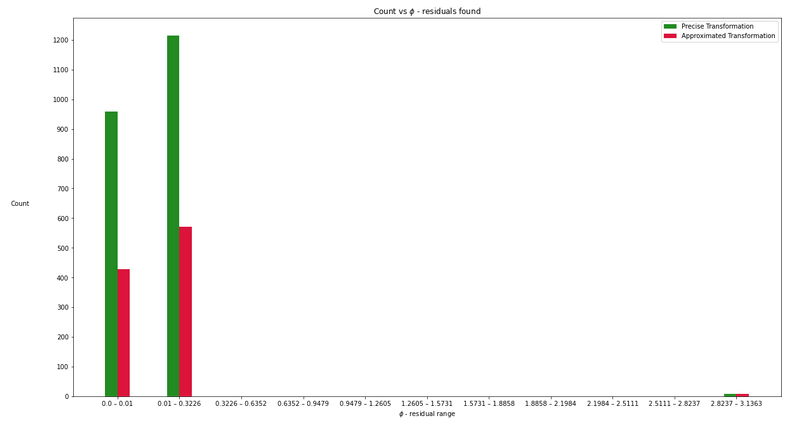 Count vs ϕ - residuals found
Precise Transformation
Approximated Transformation
1200
1100
1000
900
800
700
600
500
400
300
200
100
0
Count
0.0 – 0.01 0.01 – 0.3226 0.3226 – 0.6352 0.6352 – 0.9479 0.9479 – 1.2605 1.2605 – 1.5731 1.5731 – 1.8858 1.8858 – 2.1984 2.1984 – 2.5111 2.5111 – 2.8237 2.8237 – 3.1363
ϕ - residual range